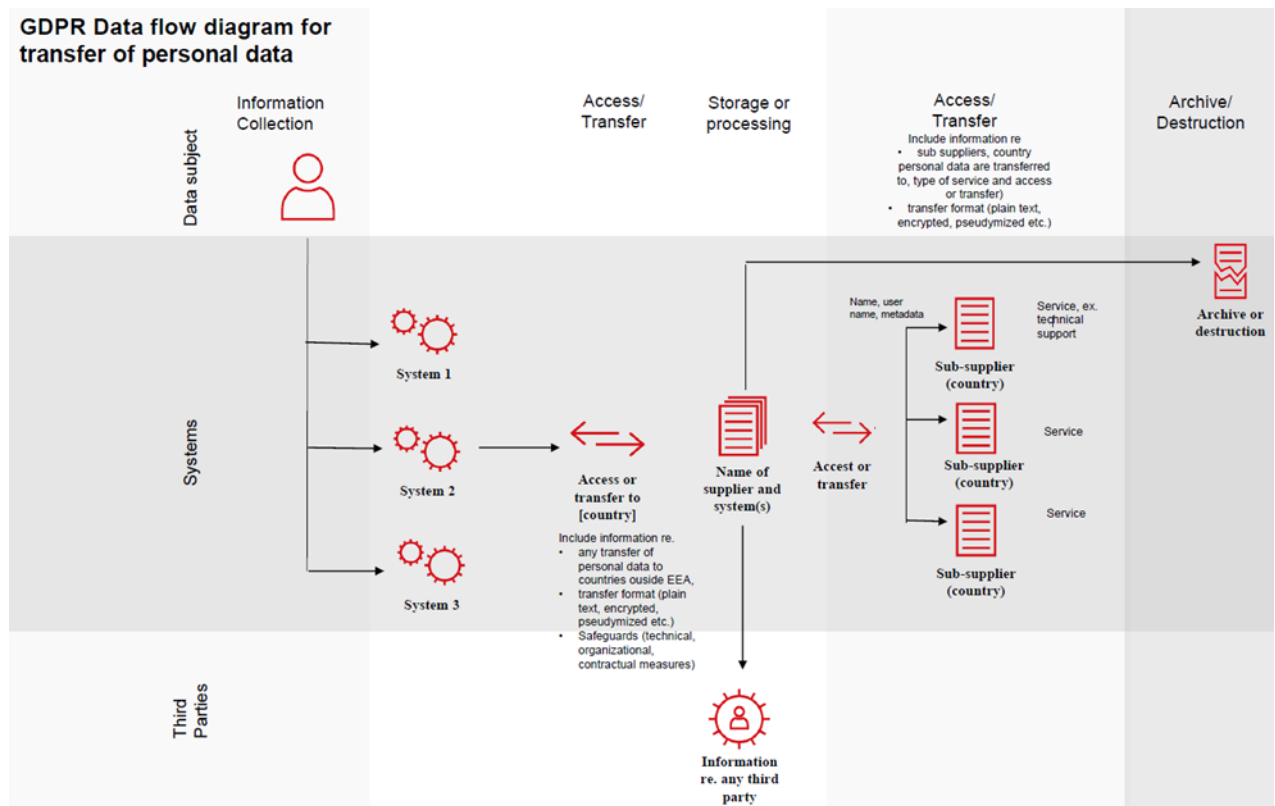 GDPR Data flow diagram for
transfer of personal data
Information
Collection
Access/
Transfer
Storage or
processing
Access/
Transfer
Include information re
• sub suppliers, country
personal data are transferred
to, type of service and access
or transfer)
• transfer format (plain text,
encrypted, pseudymized etc.)
Archive/
Destruction
Data subject
Systems
System 1
System 2
System 3
Access or
transfer to
[country]
Include information re.
• any transfer of
personal data to
countries ouside EEA,
• transfer format (plain
text, encrypted,
pseudymized etc.)
• Safeguards (technical,
organizational,
contractual measures)
Name of
supplier and
system(s)
Accest or
transfer
Name, user
name, metadata
Service, ex.
technical
support
Sub-supplier
(country)
Service
Sub-supplier
(country)
Service
Sub-supplier
(country)
Archive or
destruction
Third
Parties
Information
re. any third
party